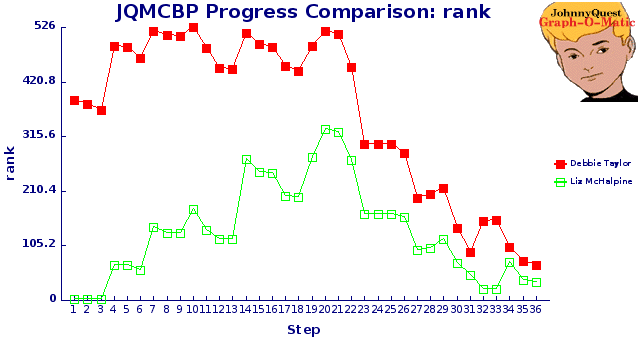 JQMCBP Progress Comparison: rank
JohnnyQuest
Graph-O-Matic
526
420.8
315.6
210.4
105.2
0
rank
Debbie Taylor
Liz McHalpine
1 2 3 4 5 6 7 8 9 10 11 12 13 14 15 16 17 18 19 20 21 22 23 24 25 26 27 28 29 30 31 32 33 34 35 36
Step